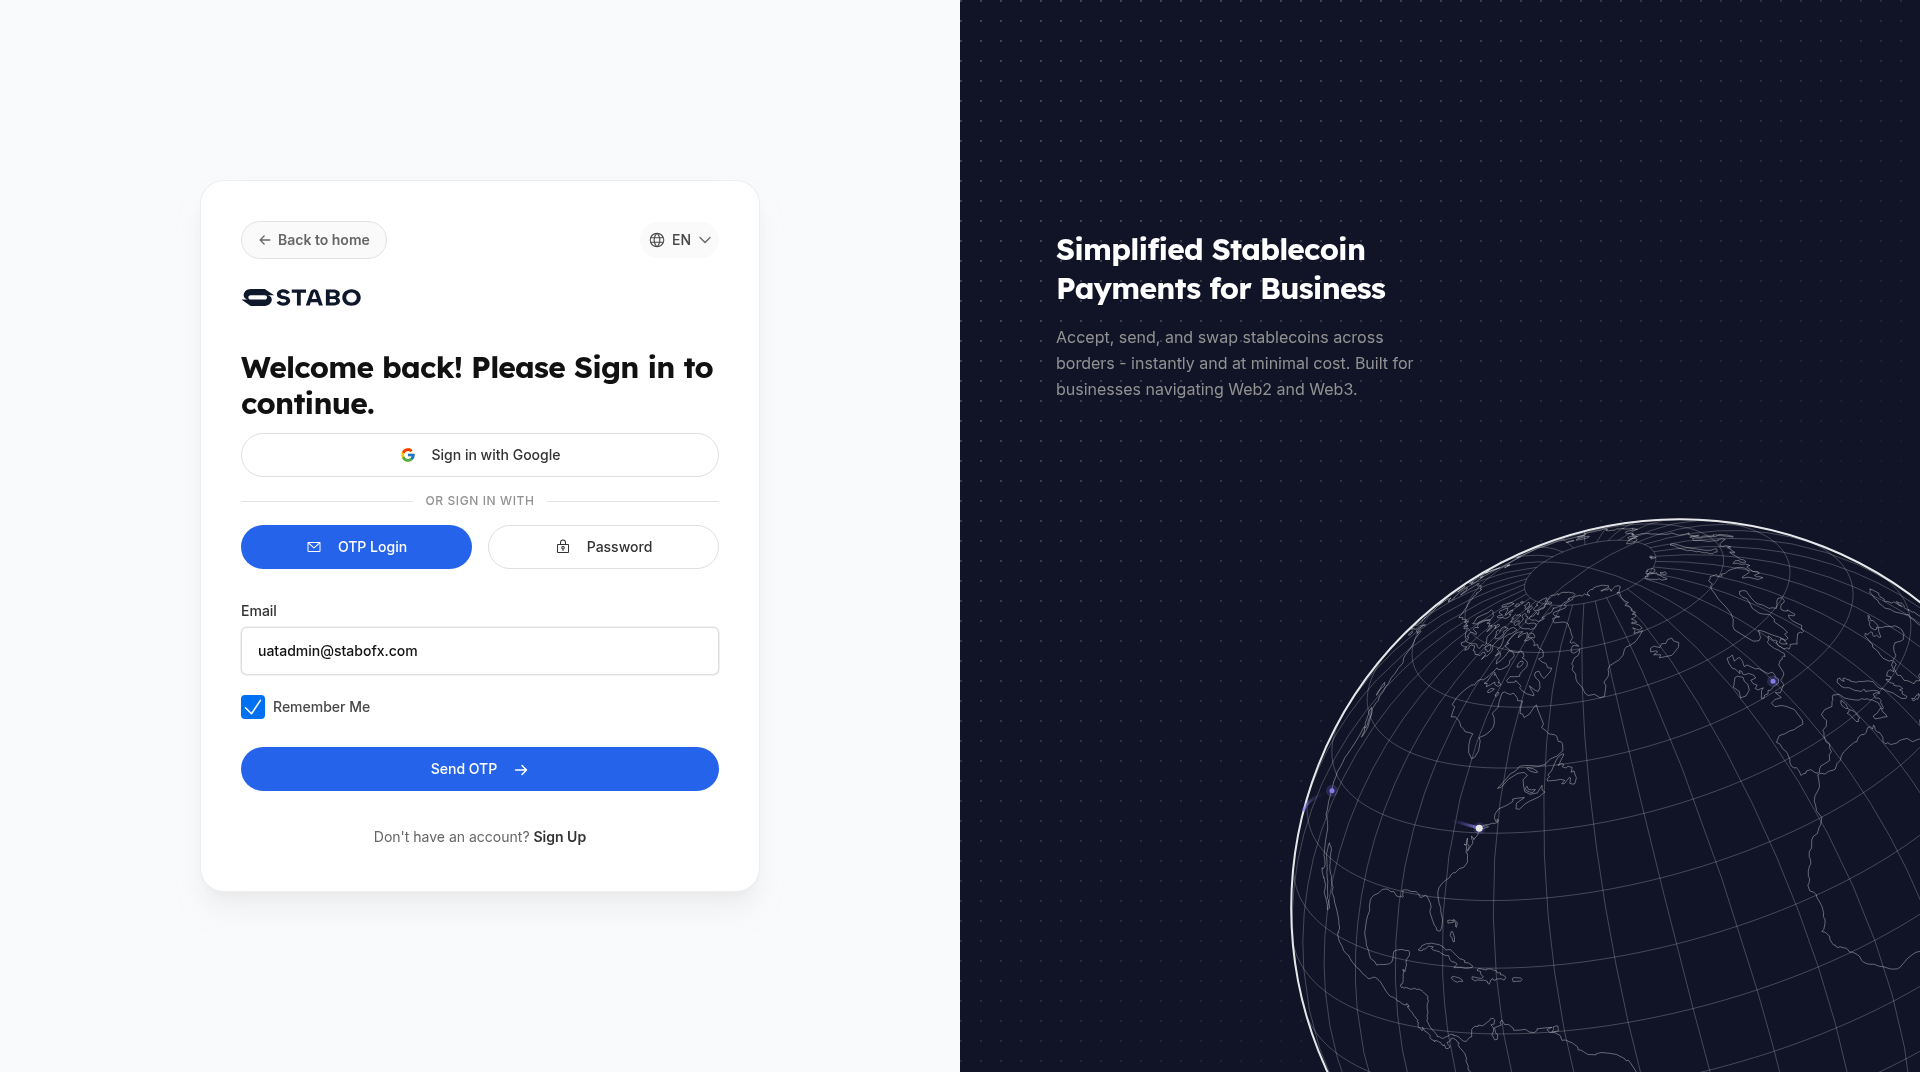 Back to home
EN
STABO
Welcome back! Please Sign in to
continue.
Sign in with Google
OR SIGN IN WITH
OTP Login
Password
Email
uatadmin@stabofx.com
Remember Me
Send OTP
Don't have an account? Sign Up
Simplified Stablecoin
Payments for Business
Accept, send, and swap stablecoins across
borders - instantly and at minimal cost. Built for
businesses navigating Web2 and Web3.